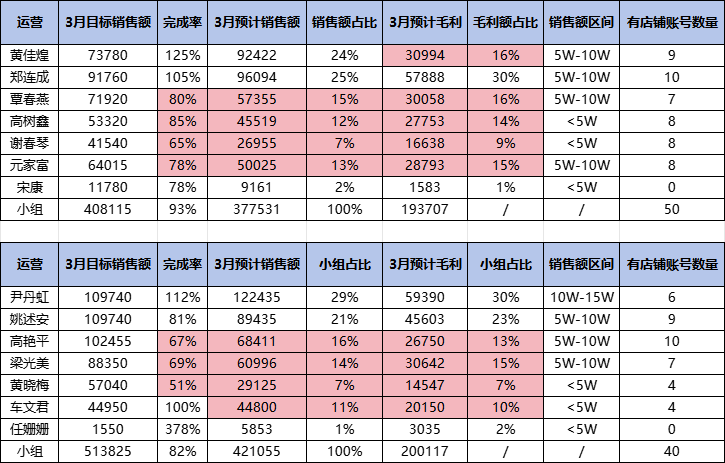 运营 3月目标销售额 完成率 3月预计销售额 销售额占比 3月预计毛利 毛利额占比 销售额区间 有店铺账号数量
黄佳煌 73780 125% 92422 24% 30994 16% 5W-10W 9
郑连成 91760 105% 96094 25% 57888 30% 5W-10W 10
覃春燕 71920 80% 57355 15% 30058 16% 5W-10W 7
高树鑫 53320 85% 45519 12% 27753 14% <5W 8
谢春琴 41540 65% 26955 7% 16638 9% <5W 8
元家富 64015 78% 50025 13% 28793 15% 5W-10W 8
宋康 11780 78% 9161 2% 1583 1% <5W 0
小组 408115 93% 377531 100% 193707 / / 50
运营 3月目标销售额 完成率 3月预计销售额 小组占比 3月预计毛利 小组占比 销售额区间 有店铺账号数量
尹丹虹 109740 112% 122435 29% 59390 30% 10W-15W 6
姚述安 109740 81% 89435 21% 45603 23% 5W-10W 9
高艳平 102455 67% 68411 16% 26750 13% 5W-10W 10
梁光美 88350 69% 60996 14% 30642 15% 5W-10W 7
黄晓梅 57040 51% 29125 7% 14547 7% <5W 4
车文君 44950 100% 44800 11% 20150 10% <5W 4
任姗姗 1550 378% 5853 1% 3035 2% <5W 0
小组 513825 82% 421055 100% 200117 / / 40